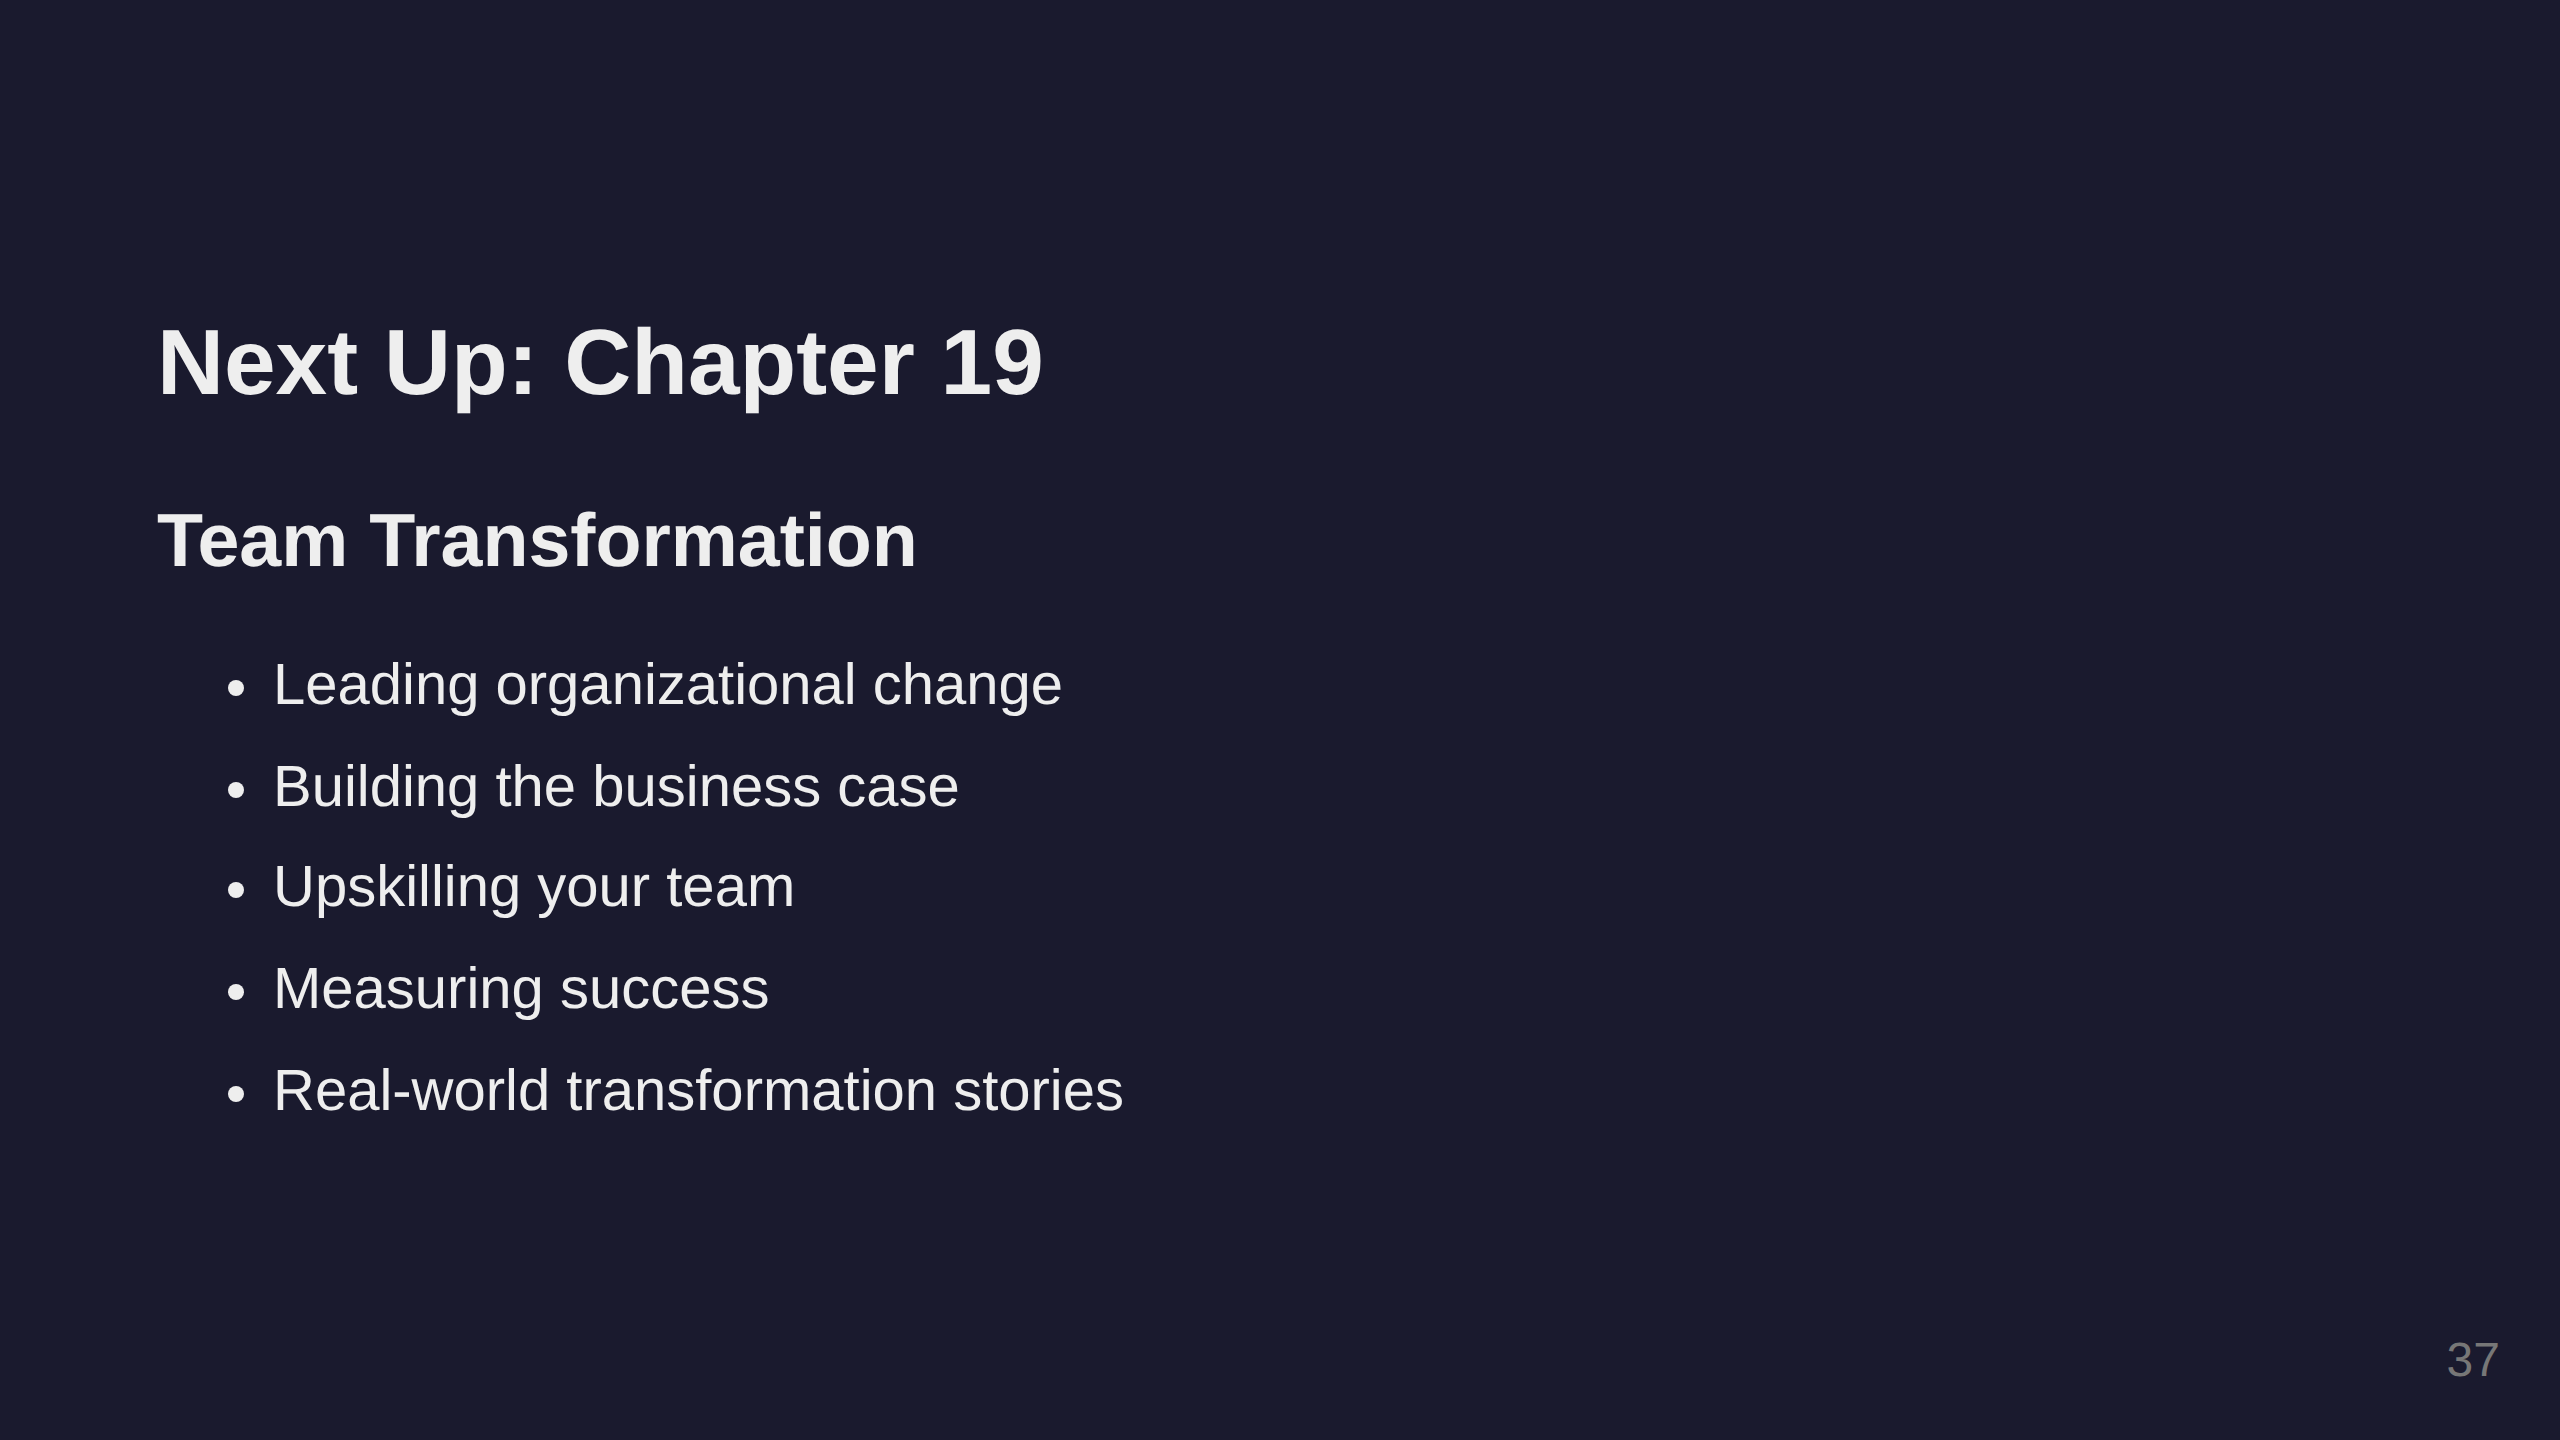 Next Up: Chapter 19
Team Transformation
• Leading organizational change
• Building the business case
• Upskilling your team
• Measuring success
• Real-world transformation stories
37